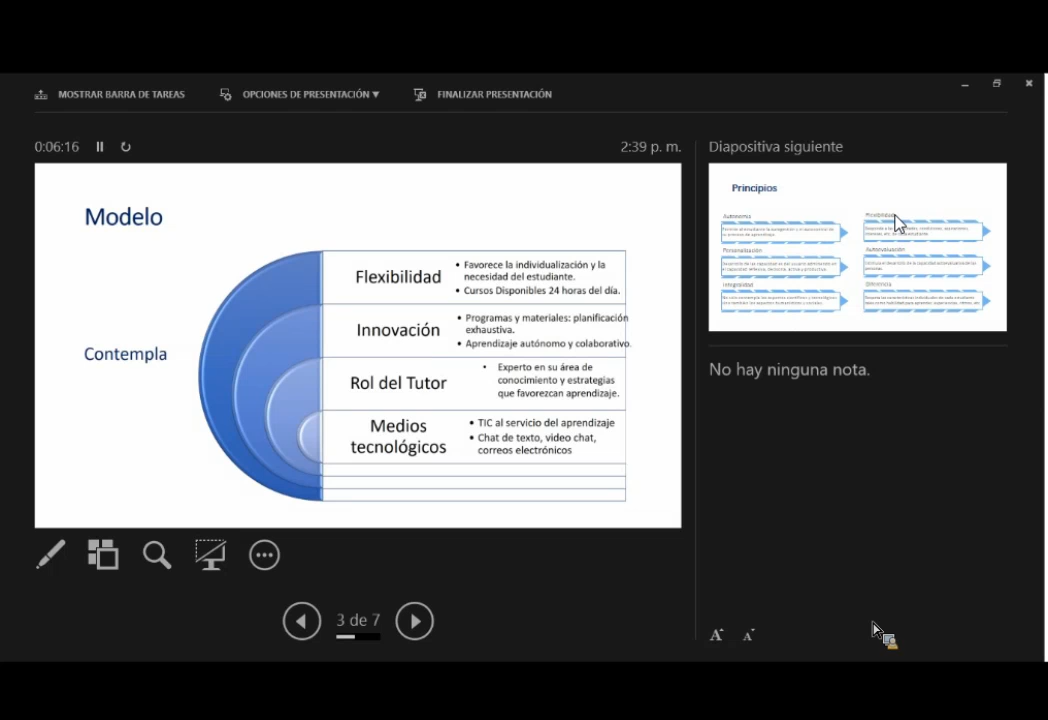 MOSTRAR BARRA DE TAREAS
OPCIONES DE PRESENTACIÓN ▼
FINALIZAR PRESENTACIÓN
0:06:16
2:39 p. m.
Modelo
Contempla
Flexibilidad
• Favorece la individualización y la
necesidad del estudiante.
• Cursos Disponibles 24 horas del día.
Innovación
• Programas y materiales: planificación
exhaustiva.
• Aprendizaje autónomo y colaborativo.
Rol del Tutor
• Experto en su área de
conocimiento y estrategias
que favorezcan aprendizaje.
Medios
tecnológicos
• TIC al servicio del aprendizaje
• Chat de texto, video chat,
correos electrónicos
3 de 7
Diapositiva siguiente
Principios
Autonomía
Personalización
Integralidad
Flexibilidad
Autoevaluación
No hay ninguna nota.
A A